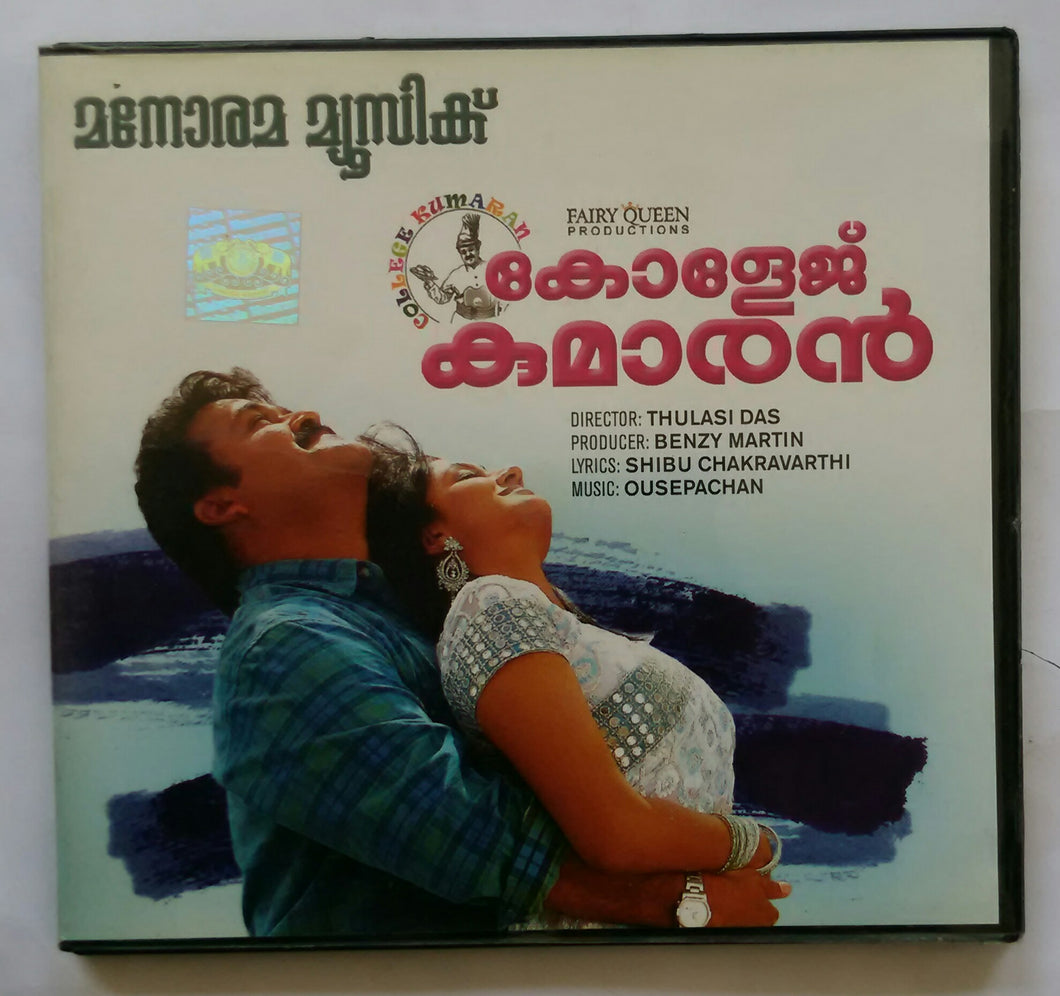 മനോരമ മ്യൂസിക്
COLLEGE KUMARAN
FAIRY QUEEN
PRODUCTIONS
കോളേജ്
കുമാരൻ
DIRECTOR: THULASI DAS
PRODUCER: BENZY MARTIN
LYRICS: SHIBU CHAKRAVARTHI
MUSIC: OUSEPACHAN